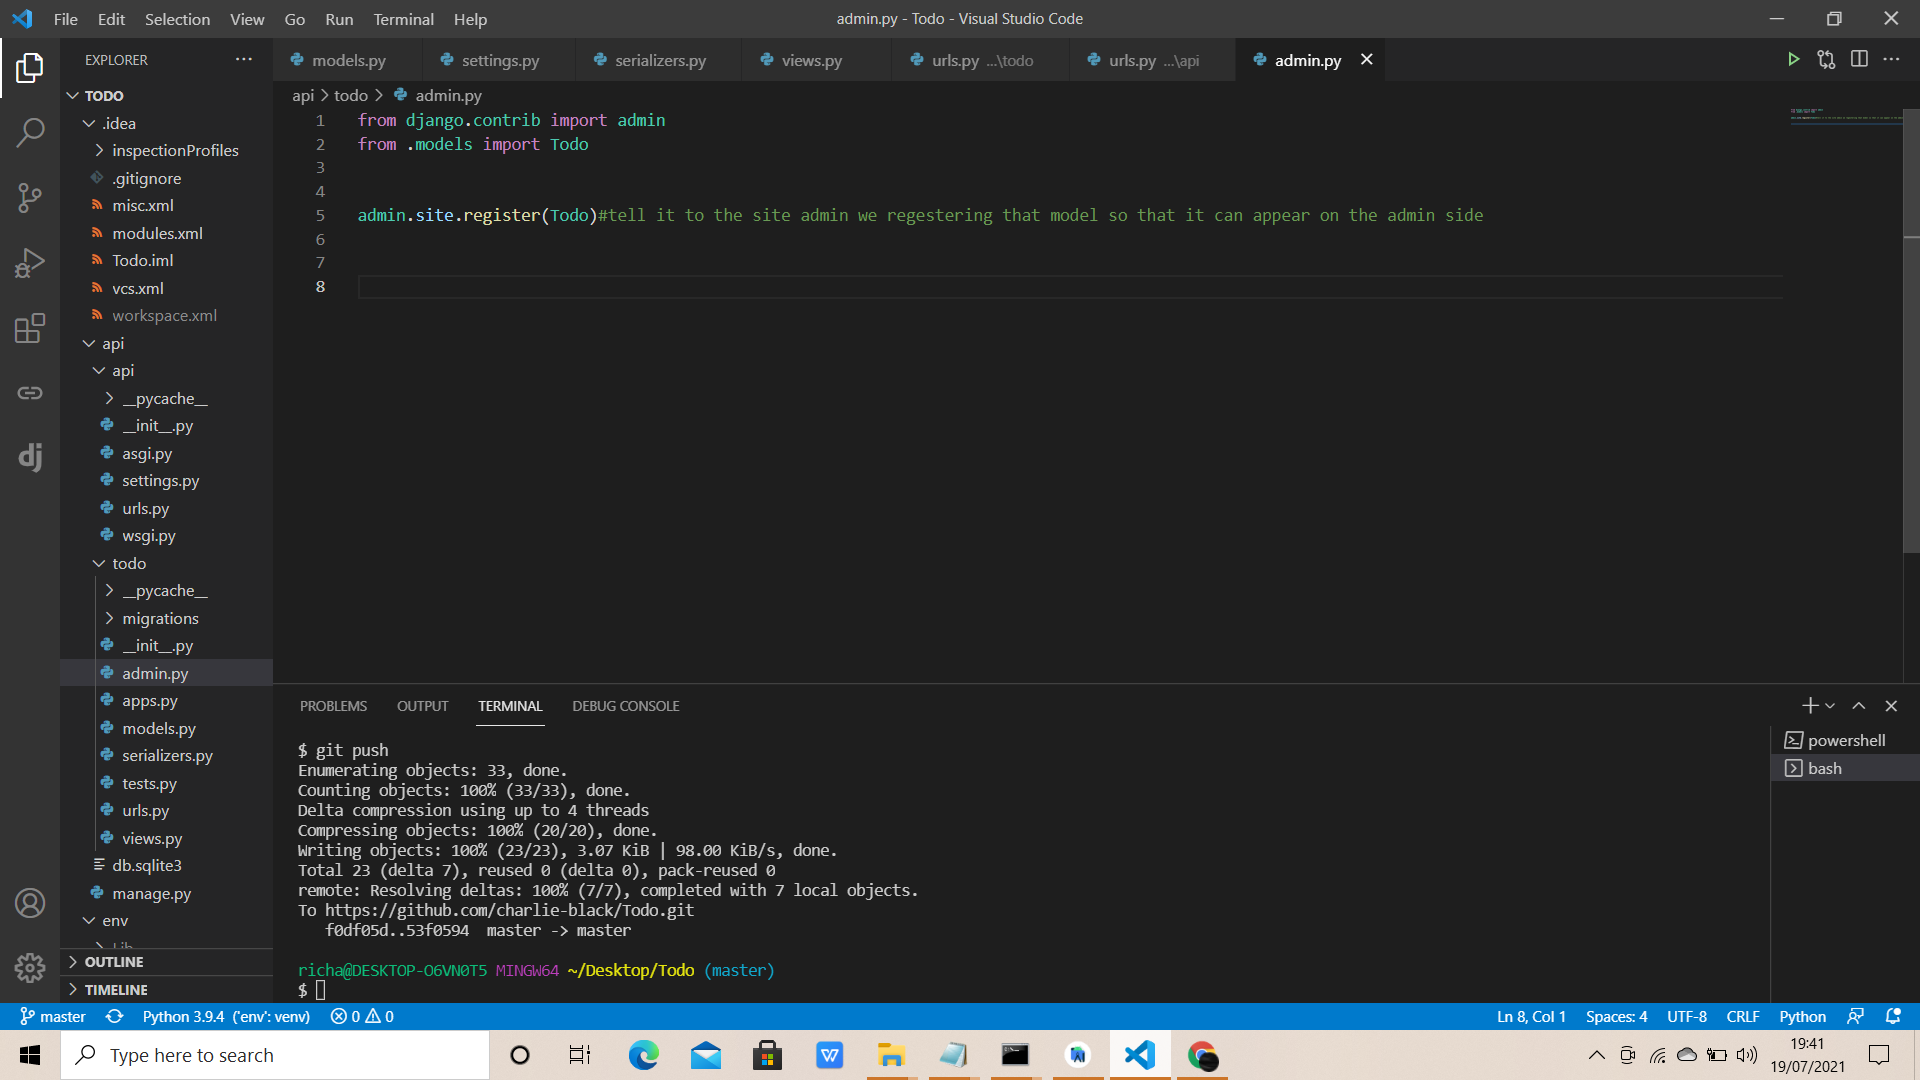 File Edit Selection View Go Run Terminal Help
admin.py - Todo - Visual Studio Code
EXPLORER
models.py
settings.py
serializers.py
views.py
urls.py ...\todo
urls.py ...\api
admin.py
TODO
.idea
inspectionProfiles
.gitignore
misc.xml
modules.xml
Todo.iml
vcs.xml
workspace.xml
api
api
__pycache__
__init__.py
asgi.py
settings.py
urls.py
wsgi.py
todo
__pycache__
migrations
__init__.py
admin.py
apps.py
models.py
serializers.py
tests.py
urls.py
views.py
db.sqlite3
manage.py
env
Lib
OUTLINE
TIMELINE
api > todo > admin.py
1 from django.contrib import admin
2 from .models import Todo
3
4
5 admin.site.register(Todo)#tell it to the site admin we regestering that model so that it can appear on the admin side
6
7
8
PROBLEMS OUTPUT TERMINAL DEBUG CONSOLE
$ git push
Enumerating objects: 33, done.
Counting objects: 100% (33/33), done.
Delta compression using up to 4 threads
Compressing objects: 100% (20/20), done.
Writing objects: 100% (23/23), 3.07 KiB | 98.00 KiB/s, done.
Total 23 (delta 7), reused 0 (delta 0), pack-reused 0
remote: Resolving deltas: 100% (7/7), completed with 7 local objects.
To https://github.com/charlie-black/Todo.git
f0df05d..53f0594 master -> master
richa@DESKTOP-O6VN0T5 MINGW64 ~/Desktop/Todo (master)
$
powershell
bash
master
Python 3.9.4 ('env': venv)
0
0
Ln 8, Col 1
Spaces: 4
UTF-8
CRLF
Python
Type here to search
19:41
19/07/2021